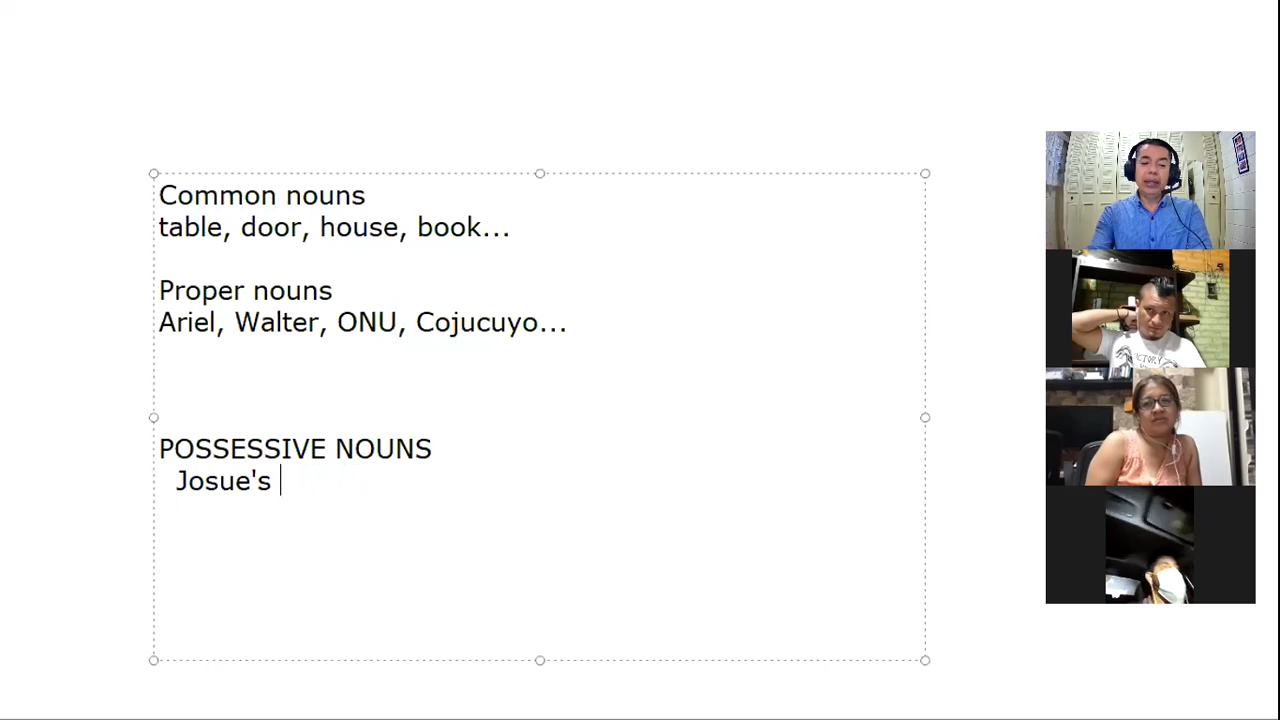 Common nouns
table, door, house, book...
Proper nouns
Ariel, Walter, ONU, Cojucuyo...
POSSESSIVE NOUNS
Josue's